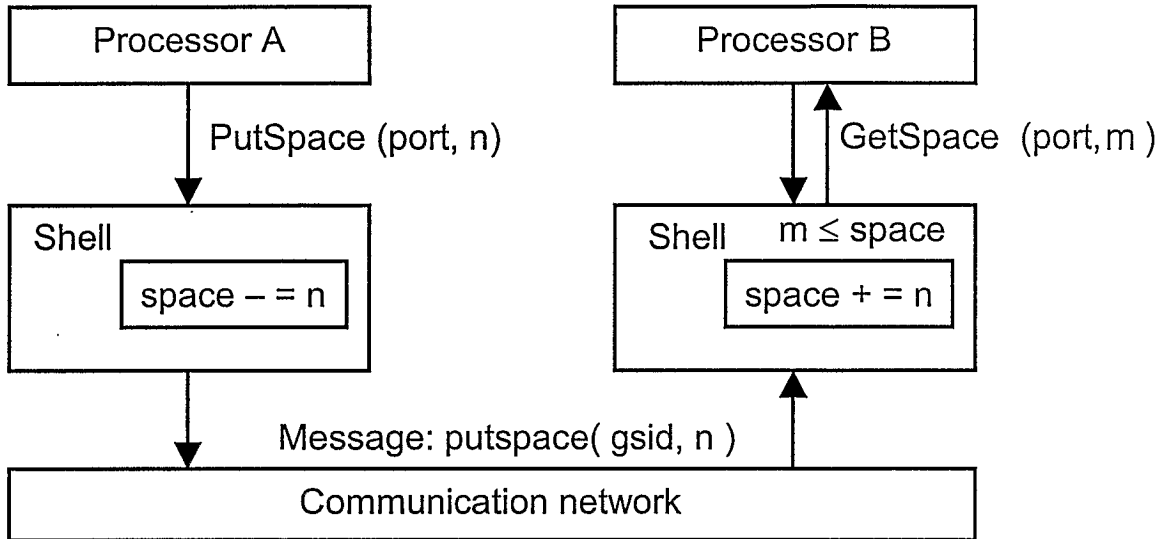 Processor A
Processor B
PutSpace (port, n)
GetSpace (port, m )
Shell
space – = n
Shell
m ≤ space
space + = n
Message: putspace( gsid, n )
Communication network